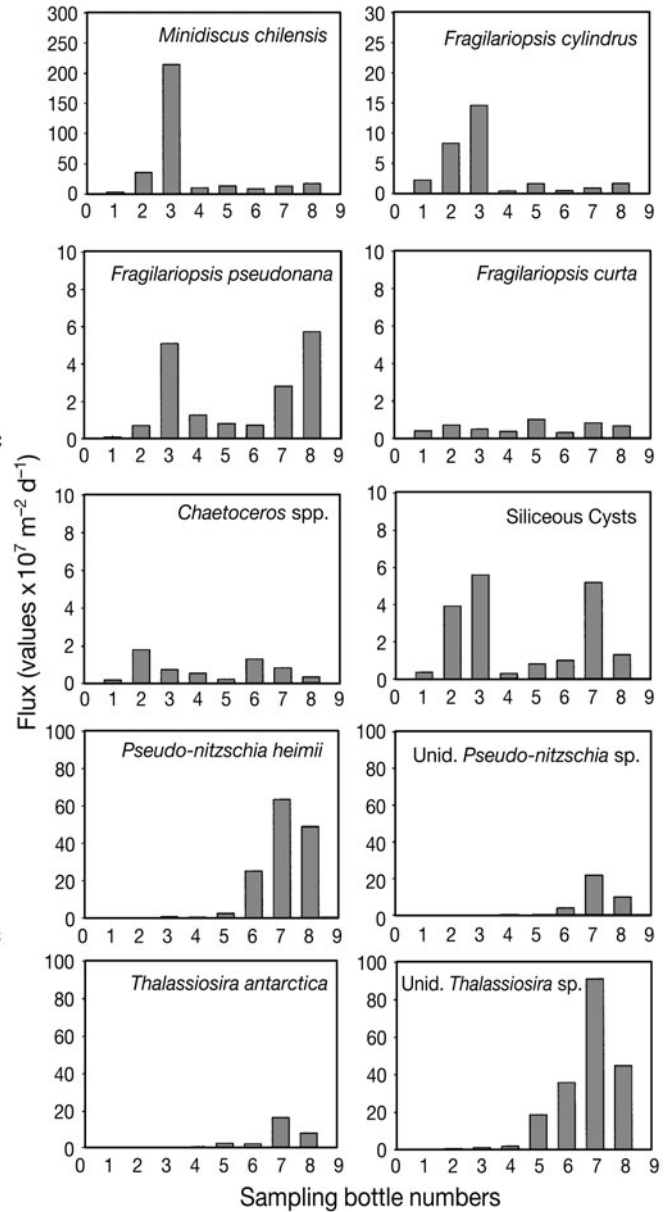 Minidiscus chilensis
300
250
200
150
100
50
0
0 1 2 3 4 5 6 7 8 9
Fragilariopsis cylindrus
30
25
20
15
10
5
0
0 1 2 3 4 5 6 7 8 9
Fragilariopsis pseudonana
10
8
6
4
2
0
0 1 2 3 4 5 6 7 8 9
Fragilariopsis curta
10
8
6
4
2
0
0 1 2 3 4 5 6 7 8 9
Chaetoceros spp.
10
8
6
4
2
0
0 1 2 3 4 5 6 7 8 9
Siliceous Cysts
10
8
6
4
2
0
0 1 2 3 4 5 6 7 8 9
Pseudo-nitzschia heimii
100
80
60
40
20
0
0 1 2 3 4 5 6 7 8 9
Unid. Pseudo-nitzschia sp.
100
80
60
40
20
0
0 1 2 3 4 5 6 7 8 9
Thalassiosira antarctica
100
80
60
40
20
0
0 1 2 3 4 5 6 7 8 9
Unid. Thalassiosira sp.
100
80
60
40
20
0
0 1 2 3 4 5 6 7 8 9
Flux (values x 10⁷ m⁻² d⁻¹)
Sampling bottle numbers